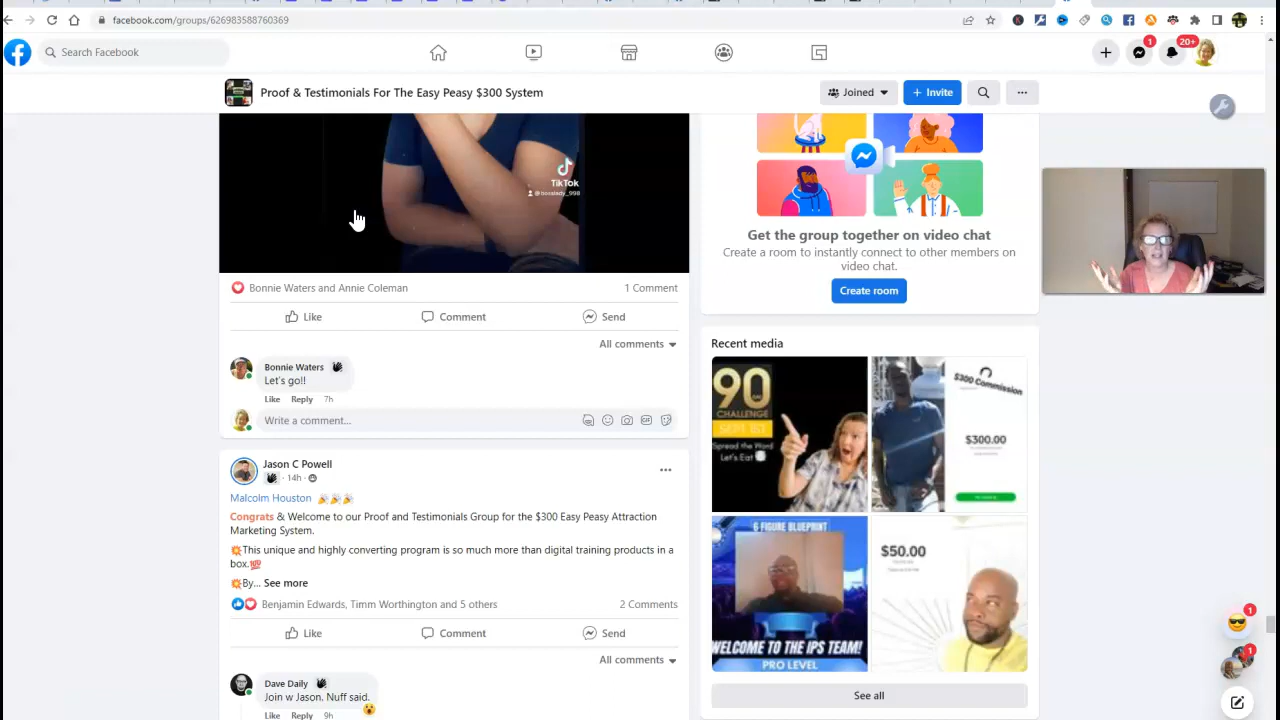 facebook.com/groups/626983588760369
Search Facebook
1
20+
Proof & Testimonials For The Easy Peasy $300 System
Joined
+ Invite
TikTok
@bosslady_998
Bonnie Waters and Annie Coleman
1 Comment
Like
Comment
Send
All comments
Bonnie Waters
Let's go!!
Like Reply 7h
Write a comment...
GIF
Jason C Powell
· 14h ·
Malcolm Houston 🎉🎉🎉
Congrats & Welcome to our Proof and Testimonials Group for the $300 Easy Peasy Attraction
Marketing System.
💥This unique and highly converting program is so much more than digital training products in a
box.💯
💥By... See more
Benjamin Edwards, Timm Worthington and 5 others
2 Comments
Like
Comment
Send
All comments
Dave Daily
Join w Jason. Nuff said.
Like Reply 9h
Get the group together on video chat
Create a room to instantly connect to other members on
video chat.
Create room
Recent media
90
CHALLENGE
Spread the Word
Let's Eat
$300 Commission
$300.00
6 FIGURE BLUEPRINT
WELCOME TO THE IPS TEAM!
PRO LEVEL
$50.00
See all
1
1